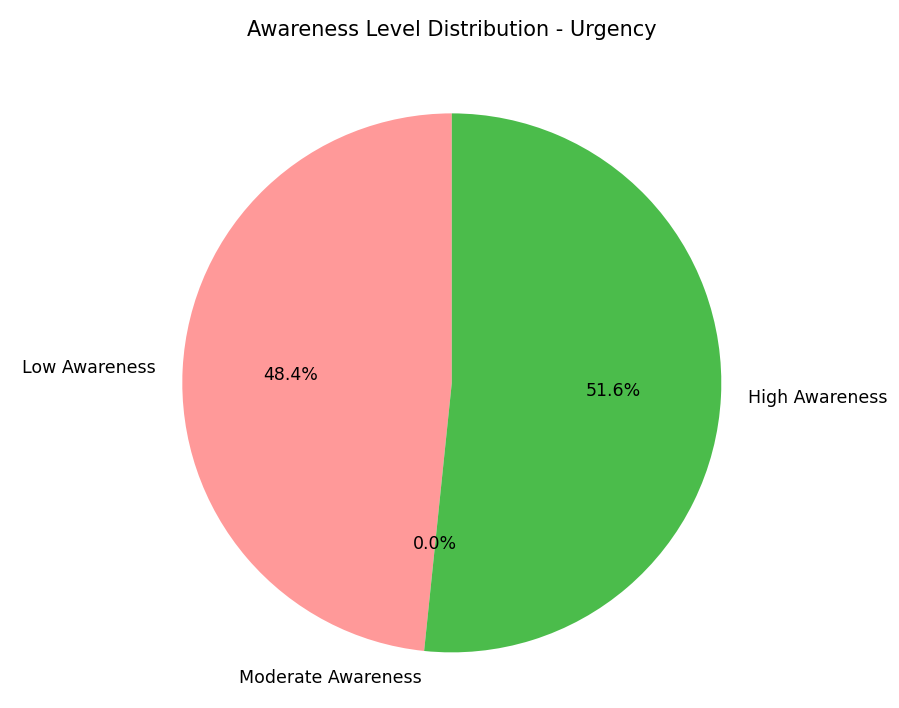 Awareness Level Distribution - Urgency
Low Awareness
48.4%
51.6%
High Awareness
0.0%
Moderate Awareness